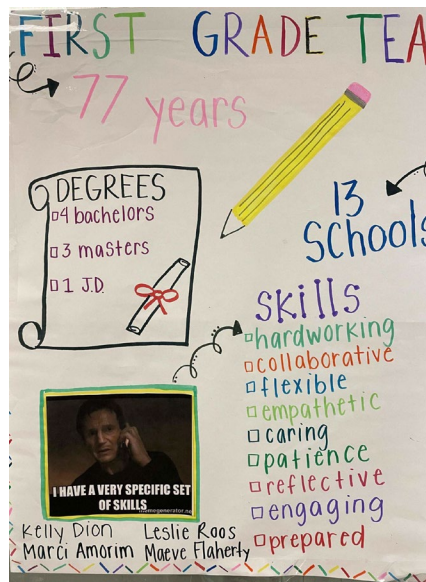 FIRST GRADE TEA
77 years
DEGREES
4 bachelors
3 masters
1 J.D.
13
Schools
skills
hardworking
collaborative
flexible
empathetic
caring
patience
reflective
engaging
prepared
I HAVE A VERY SPECIFIC SET
OF SKILLS
Kelly Dion Leslie Roos
Marci Amorim Maeve Flaherty